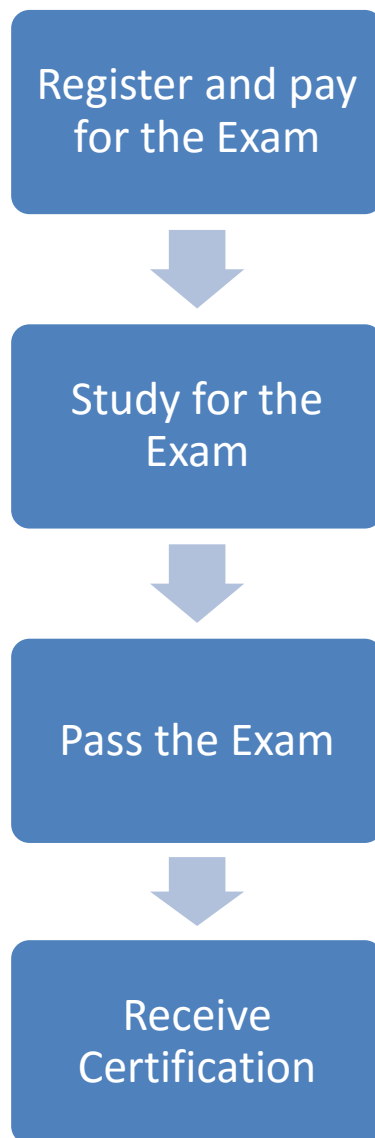 Register and pay
for the Exam
Study for the
Exam
Pass the Exam
Receive
Certification